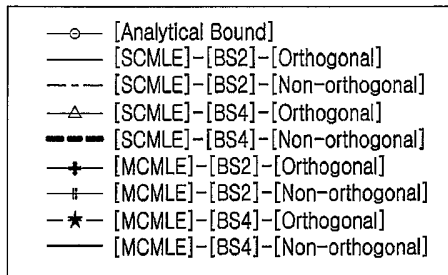 [Analytical Bound]
[SCMLE]-[BS2]-[Orthogonal]
[SCMLE]-[BS2]-[Non-orthogonal]
[SCMLE]-[BS4]-[Orthogonal]
[SCMLE]-[BS4]-[Non-orthogonal]
[MCMLE]-[BS2]-[Orthogonal]
[MCMLE]-[BS2]-[Non-orthogonal]
[MCMLE]-[BS4]-[Orthogonal]
[MCMLE]-[BS4]-[Non-orthogonal]